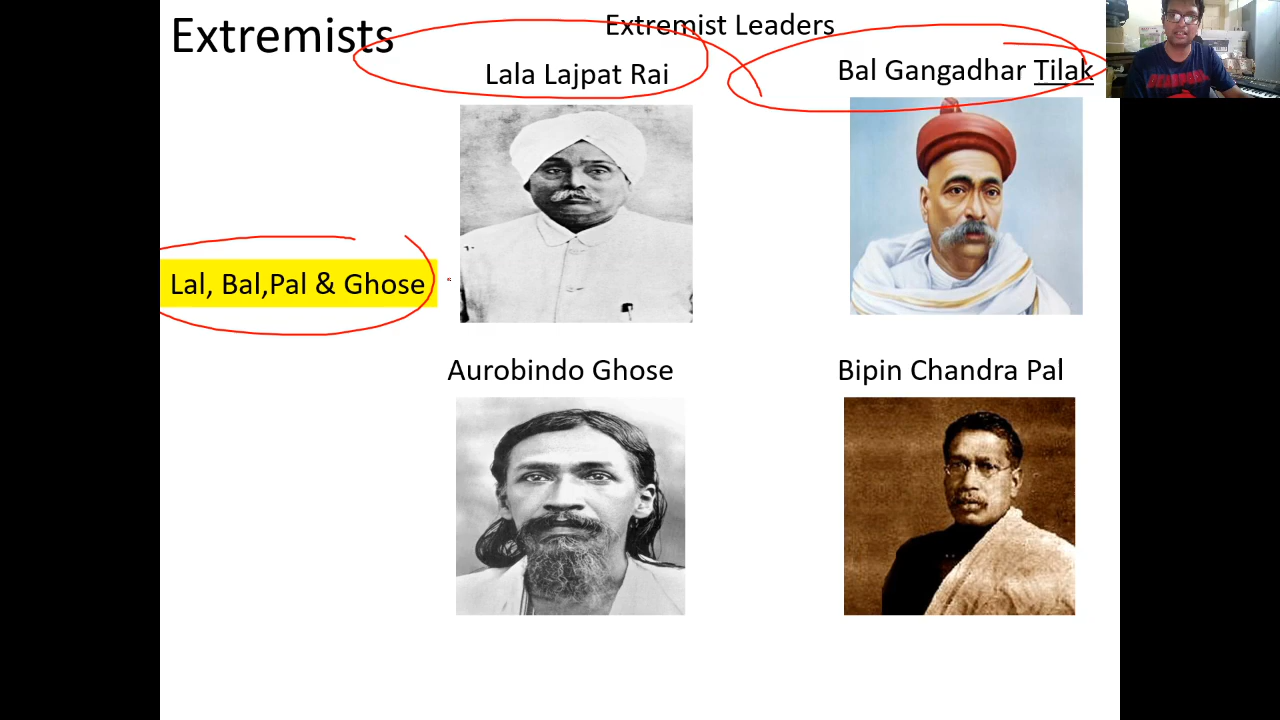 Extremists
Extremist Leaders
Lala Lajpat Rai
Bal Gangadhar Tilak
Lal, Bal,Pal & Ghose
Aurobindo Ghose
Bipin Chandra Pal